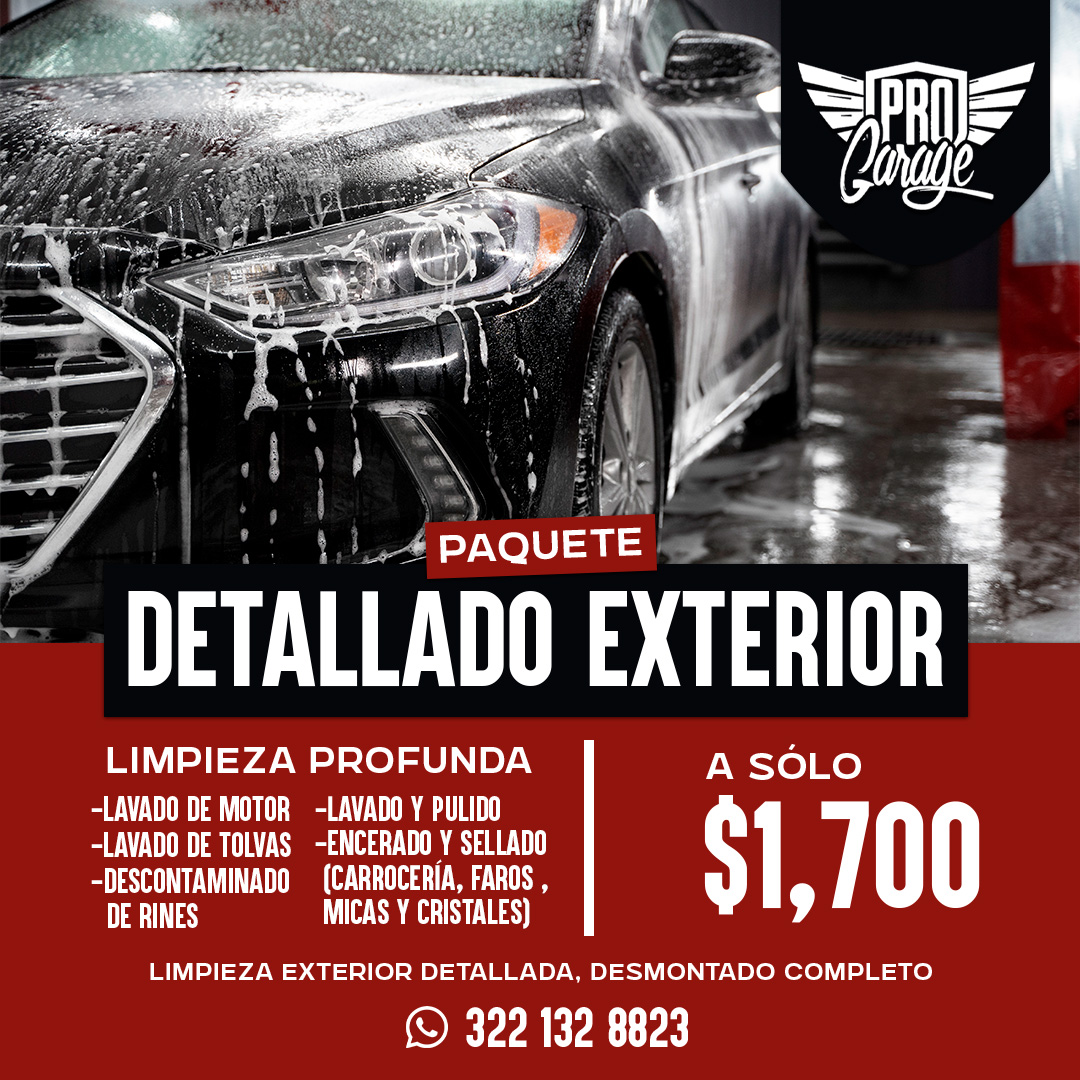 PRO
Garage
PAQUETE
DETALLADO EXTERIOR
LIMPIEZA PROFUNDA
-LAVADO DE MOTOR
-LAVADO DE TOLVAS
-DESCONTAMINADO
DE RINES
-LAVADO Y PULIDO
-ENCERADO Y SELLADO
(CARROCERÍA, FAROS ,
MICAS Y CRISTALES)
A SÓLO
$1,700
LIMPIEZA EXTERIOR DETALLADA, DESMONTADO COMPLETO
322 132 8823